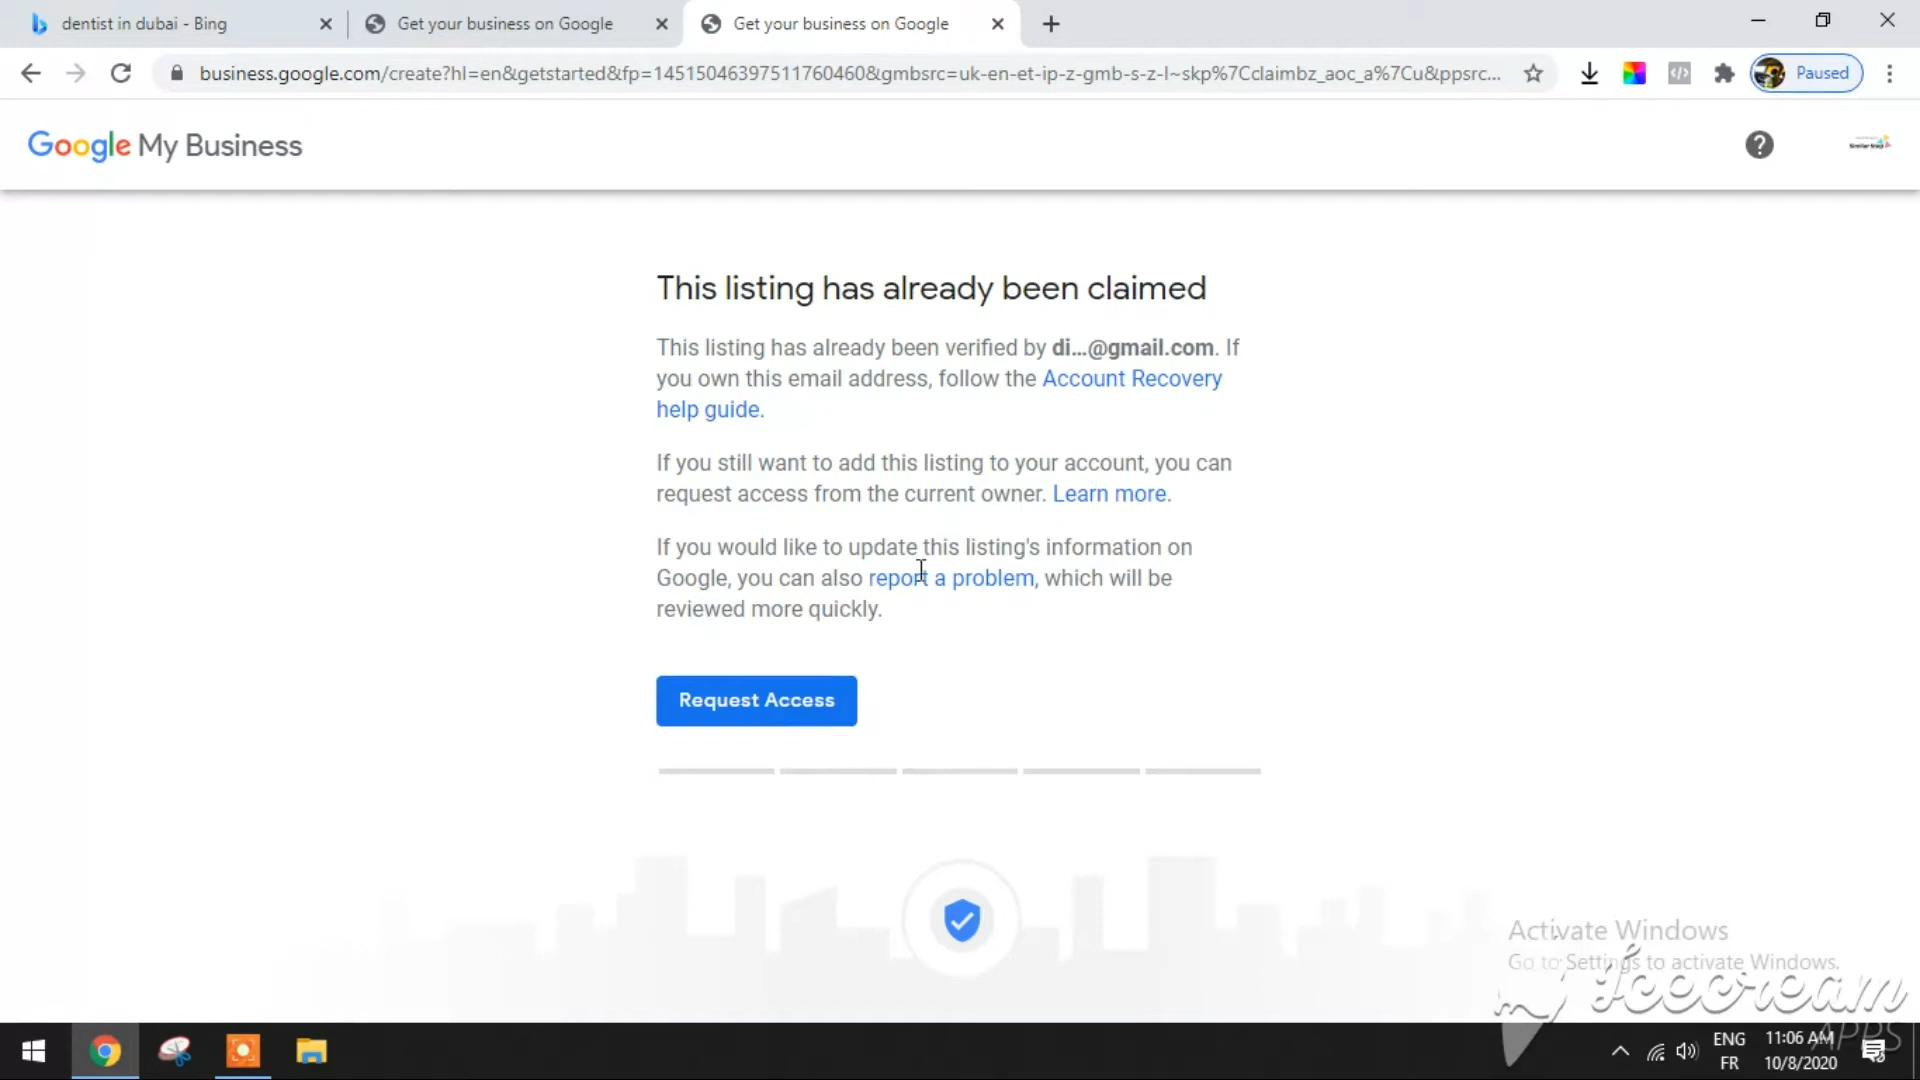 dentist in dubai - Bing
Get your business on Google
Get your business on Google
business.google.com/create?hl=en&getstarted&fp=14515046397511760460&gmbsrc=uk-en-et-ip-z-gmb-s-z-l~skp%7Cclaimbz_aoc_a%7Cu&ppsrc...
Paused
Google My Business
This listing has already been claimed
This listing has already been verified by di...@gmail.com. If
you own this email address, follow the Account Recovery
help guide.
If you still want to add this listing to your account, you can
request access from the current owner. Learn more.
If you would like to update this listing's information on
Google, you can also report a problem, which will be
reviewed more quickly.
Request Access
Activate Windows
Go to Settings to activate Windows.
Icecream
APPS
ENG
FR
11:06 AM
10/8/2020